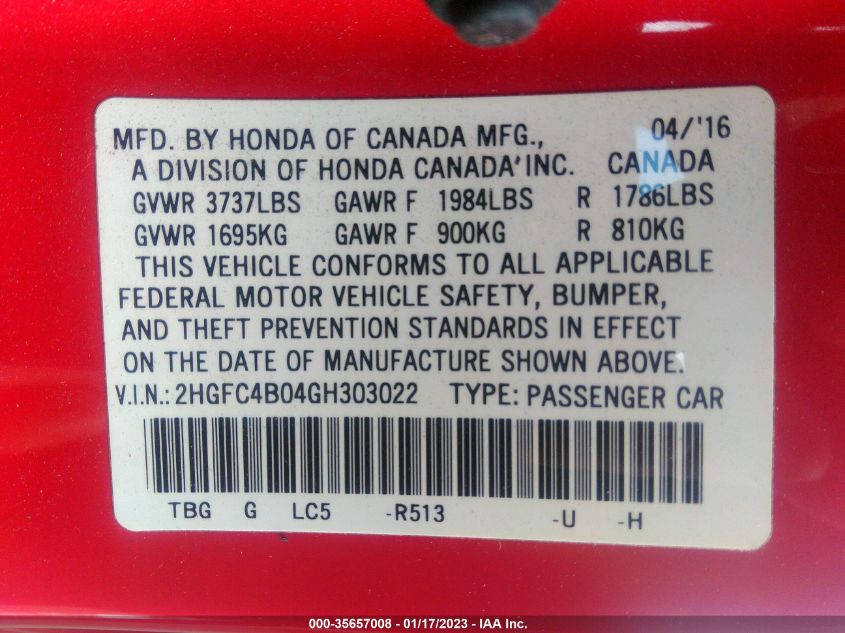 MFD. BY HONDA OF CANADA MFG., 04/'16
A DIVISION OF HONDA CANADA INC. CANADA
GVWR 3737LBS GAWR F 1984LBS R 1786LBS
GVWR 1695KG GAWR F 900KG R 810KG
THIS VEHICLE CONFORMS TO ALL APPLICABLE
FEDERAL MOTOR VEHICLE SAFETY, BUMPER,
AND THEFT PREVENTION STANDARDS IN EFFECT
ON THE DATE OF MANUFACTURE SHOWN ABOVE.
V.I.N.: 2HGFC4B04GH303022 TYPE: PASSENGER CAR
TBG G LC5 -R513 -U -H
000-35657008 - 01/17/2023 - IAA Inc.